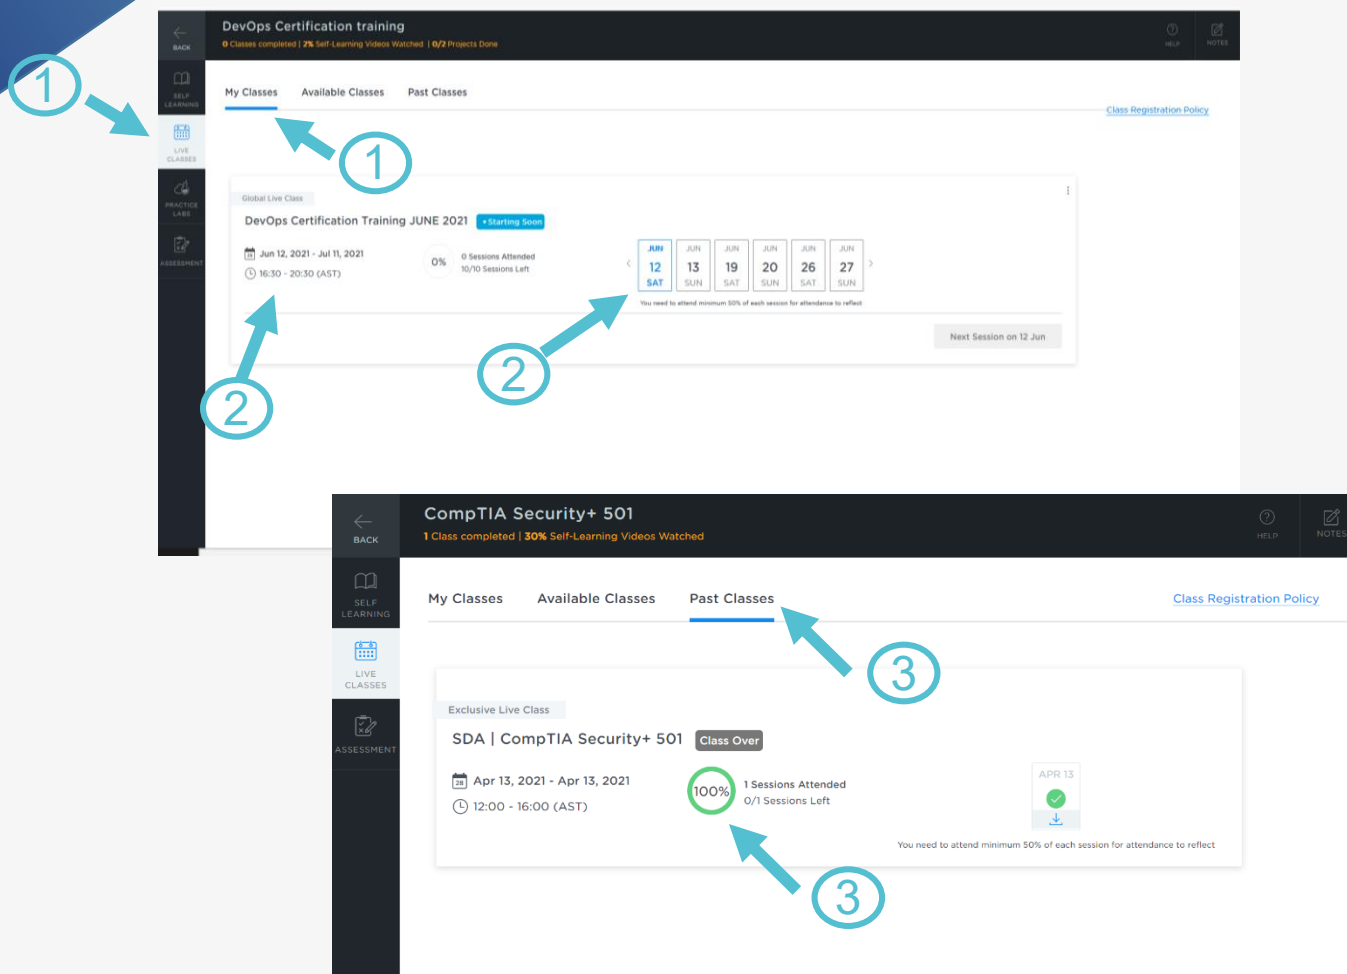 DevOps Certification training
0 Classes completed | 2% Self-Learning Videos Watched | 0/2 Projects Done
BACK
HELP
NOTES
SELF
LEARNING
LIVE
CLASSES
PRACTICE
LABS
ASSESSMENT
1
My Classes Available Classes Past Classes
Class Registration Policy
1
Global Live Class
DevOps Certification Training JUNE 2021 • Starting Soon
Jun 12, 2021 - Jul 11, 2021
16:30 - 20:30 (AST)
0%
0 Sessions Attended
10/10 Sessions Left
JUN JUN JUN JUN JUN JUN
12 13 19 20 26 27
SAT SUN SAT SUN SAT SUN
You need to attend minimum 50% of each session for attendance to reflect
Next Session on 12 Jun
2
2
CompTIA Security+ 501
1 Class completed | 30% Self-Learning Videos Watched
BACK
HELP
NOTES
SELF
LEARNING
LIVE
CLASSES
ASSESSMENT
My Classes Available Classes Past Classes
Class Registration Policy
3
Exclusive Live Class
SDA | CompTIA Security+ 501 Class Over
28 Apr 13, 2021 - Apr 13, 2021
12:00 - 16:00 (AST)
100%
1 Sessions Attended
0/1 Sessions Left
APR 13
You need to attend minimum 50% of each session for attendance to reflect
3